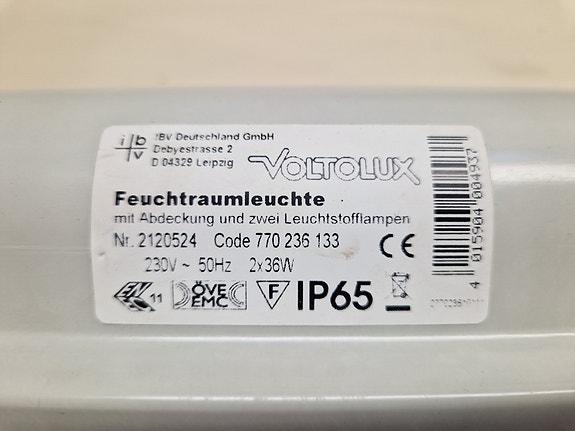 i b v
IBV Deutschland GmbH
Debyestrasse 2
D 04329 Leipzig
VOLTOLUX
Feuchtraumleuchte
mit Abdeckung und zwei Leuchtstofflampen
Nr. 2120524 Code 770 236 133
230V ~ 50Hz 2x36W
CE
11
ÖVE
EMC
F
IP65
4 015904 004937